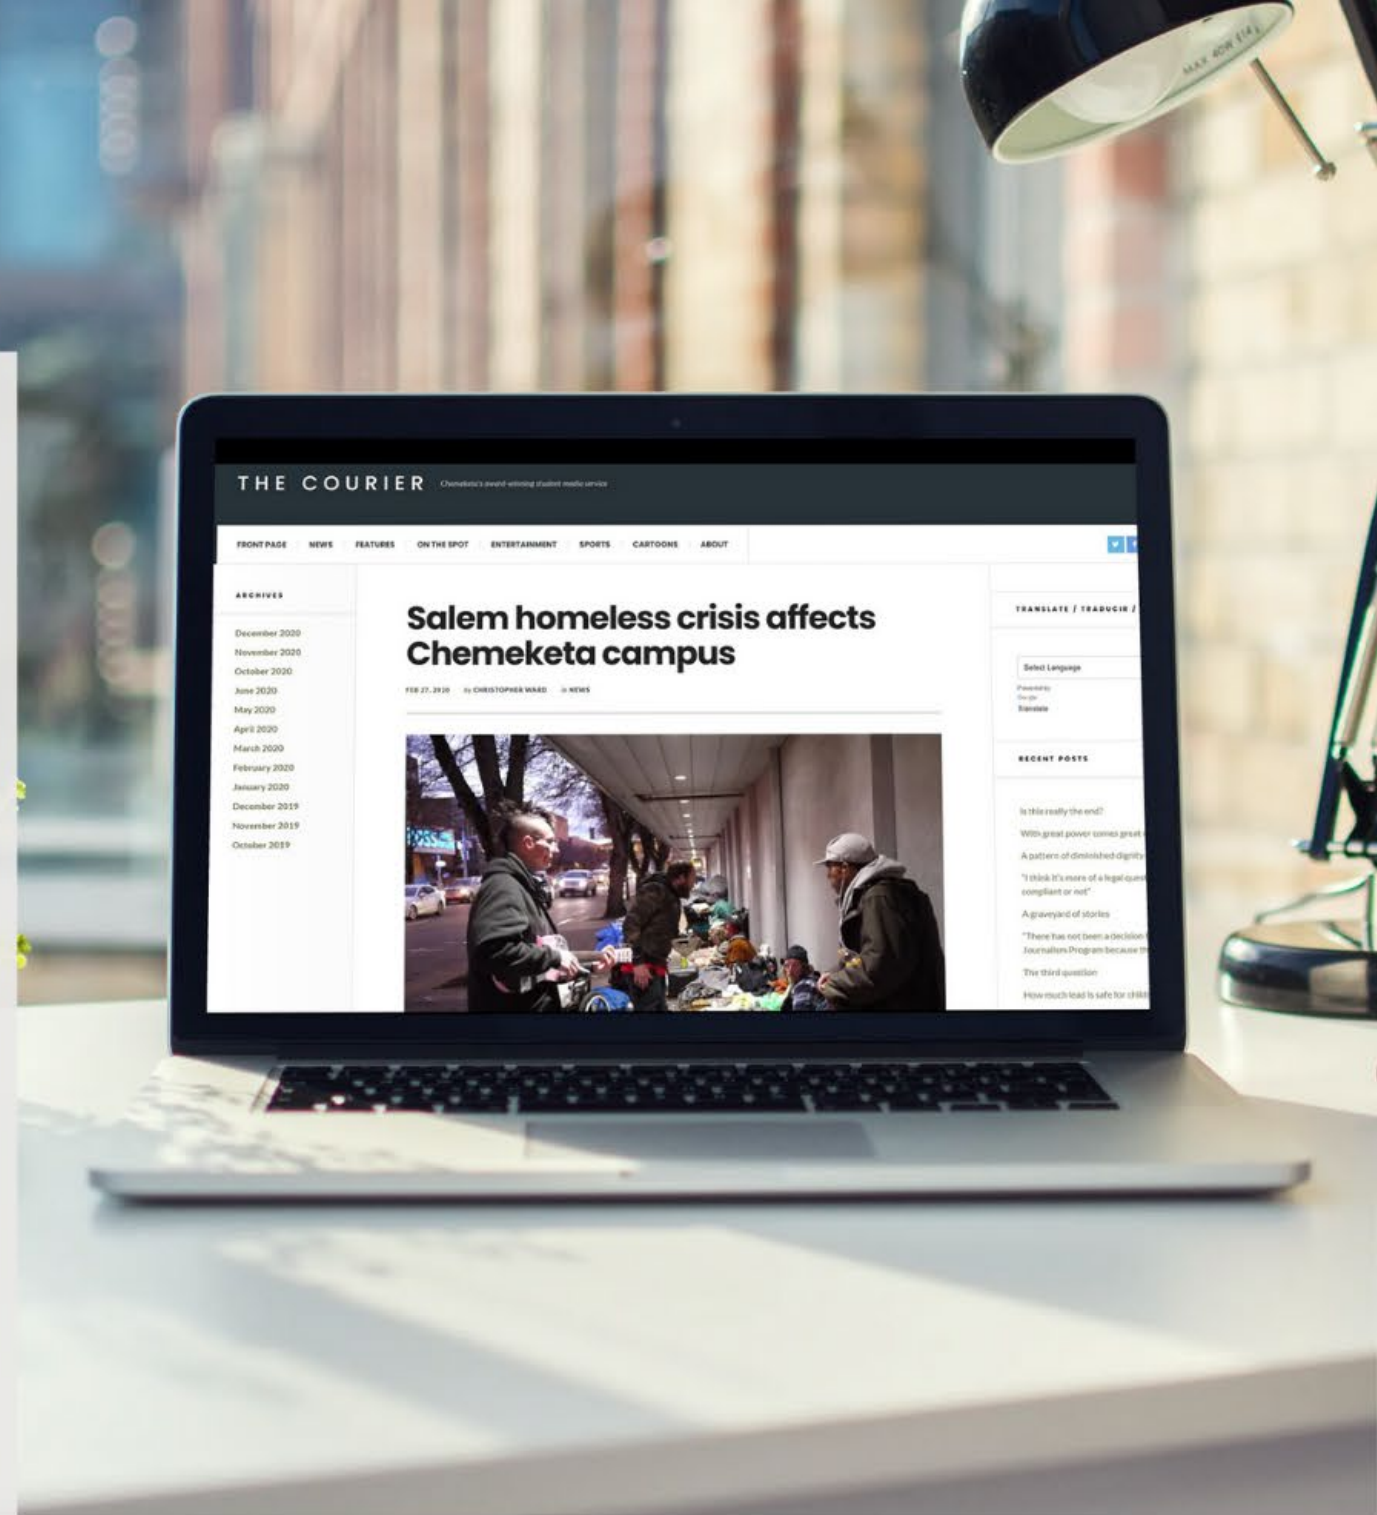 MAX 40W E14
THE COURIER Chemeketa's award-winning student media service
FRONT PAGE NEWS FEATURES ON THE SPOT ENTERTAINMENT SPORTS CARTOONS ABOUT
ARCHIVES
December 2020
November 2020
October 2020
June 2020
May 2020
April 2020
March 2020
February 2020
January 2020
December 2019
November 2019
October 2019
Salem homeless crisis affects
Chemeketa campus
FEB 27, 2020 by CHRISTOPHER WARD in NEWS
TRANSLATE / TRADUCIR /
Select Language
Powered by
Google
Translate
RECENT POSTS
Is this really the end?
With great power comes great
A pattern of diminished dignity
"I think it's more of a legal quest
compliant or not"
A graveyard of stories
"There has not been a decision
Journalism Program because th
The third question
How much lead is safe for child